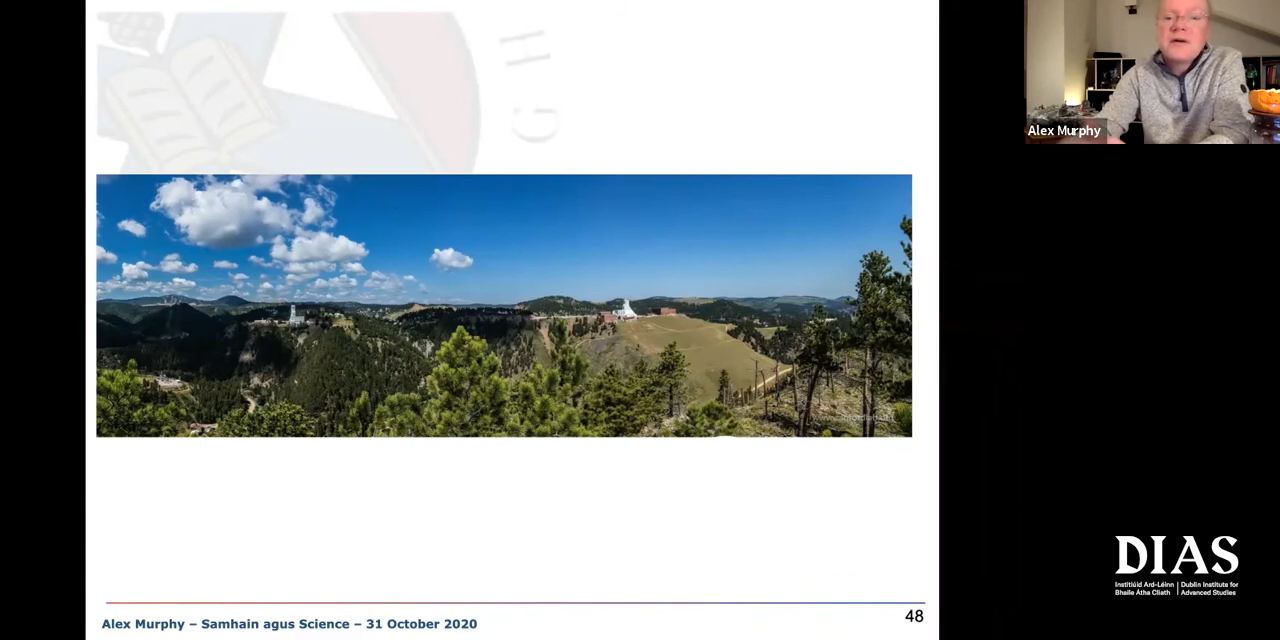 G H
Alex Murphy
DIAS
Institiúid Ard-Léinn
Bhaile Átha Cliath
Dublin Institute for
Advanced Studies
48
Alex Murphy – Samhain agus Science – 31 October 2020